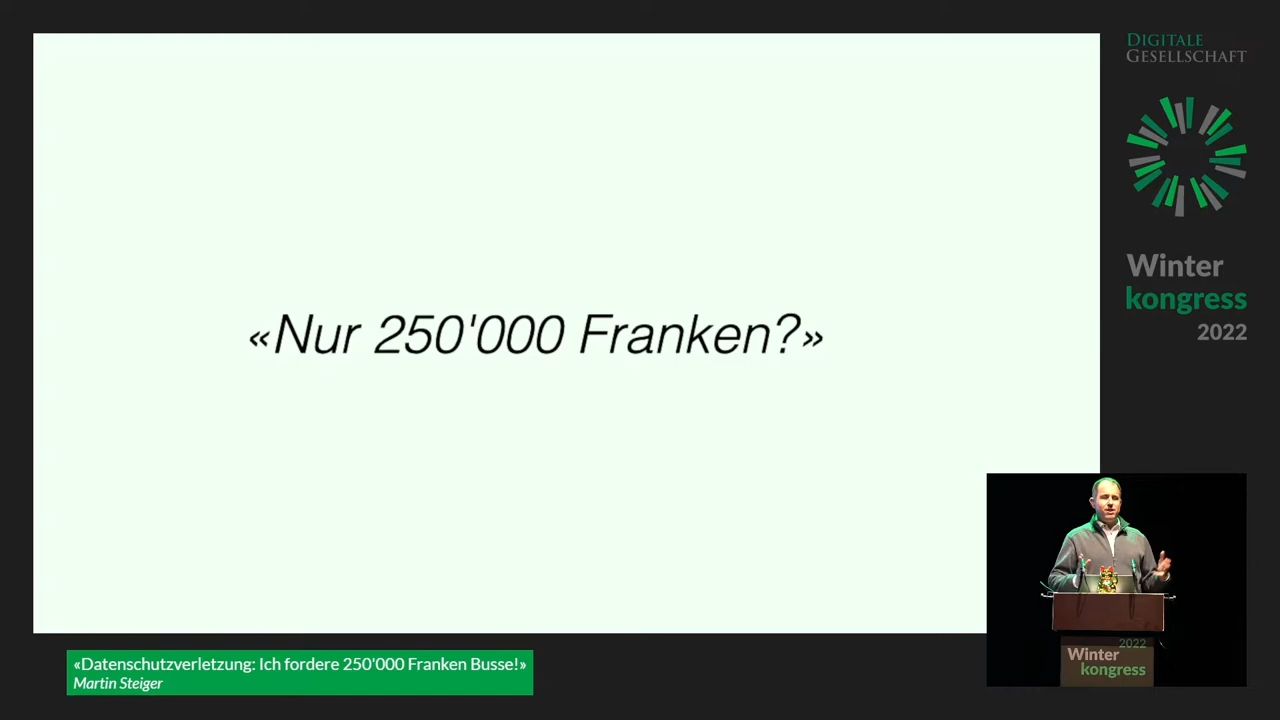 «Nur 250'000 Franken?»
DIGITALE
GESELLSCHAFT
Winter
kongress
2022
«Datenschutzverletzung: Ich fordere 250'000 Franken Busse!»
Martin Steiger
2022
Winter
kongress